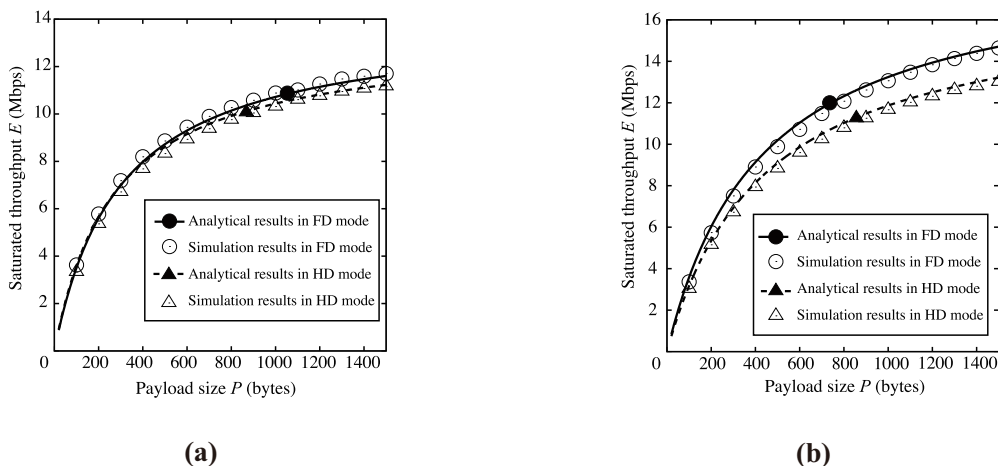 14
12
10
8
6
4
2
0
200 400 600 800 1000 1200 1400
Saturated throughput E (Mbps)
Payload size P (bytes)
Analytical results in FD mode
Simulation results in FD mode
Analytical results in HD mode
Simulation results in HD mode
(a)
16
14
12
10
8
6
4
2
0
200 400 600 800 1000 1200 1400
Saturated throughput E (Mbps)
Payload size P (bytes)
Analytical results in FD mode
Simulation results in FD mode
Analytical results in HD mode
Simulation results in HD mode
(b)